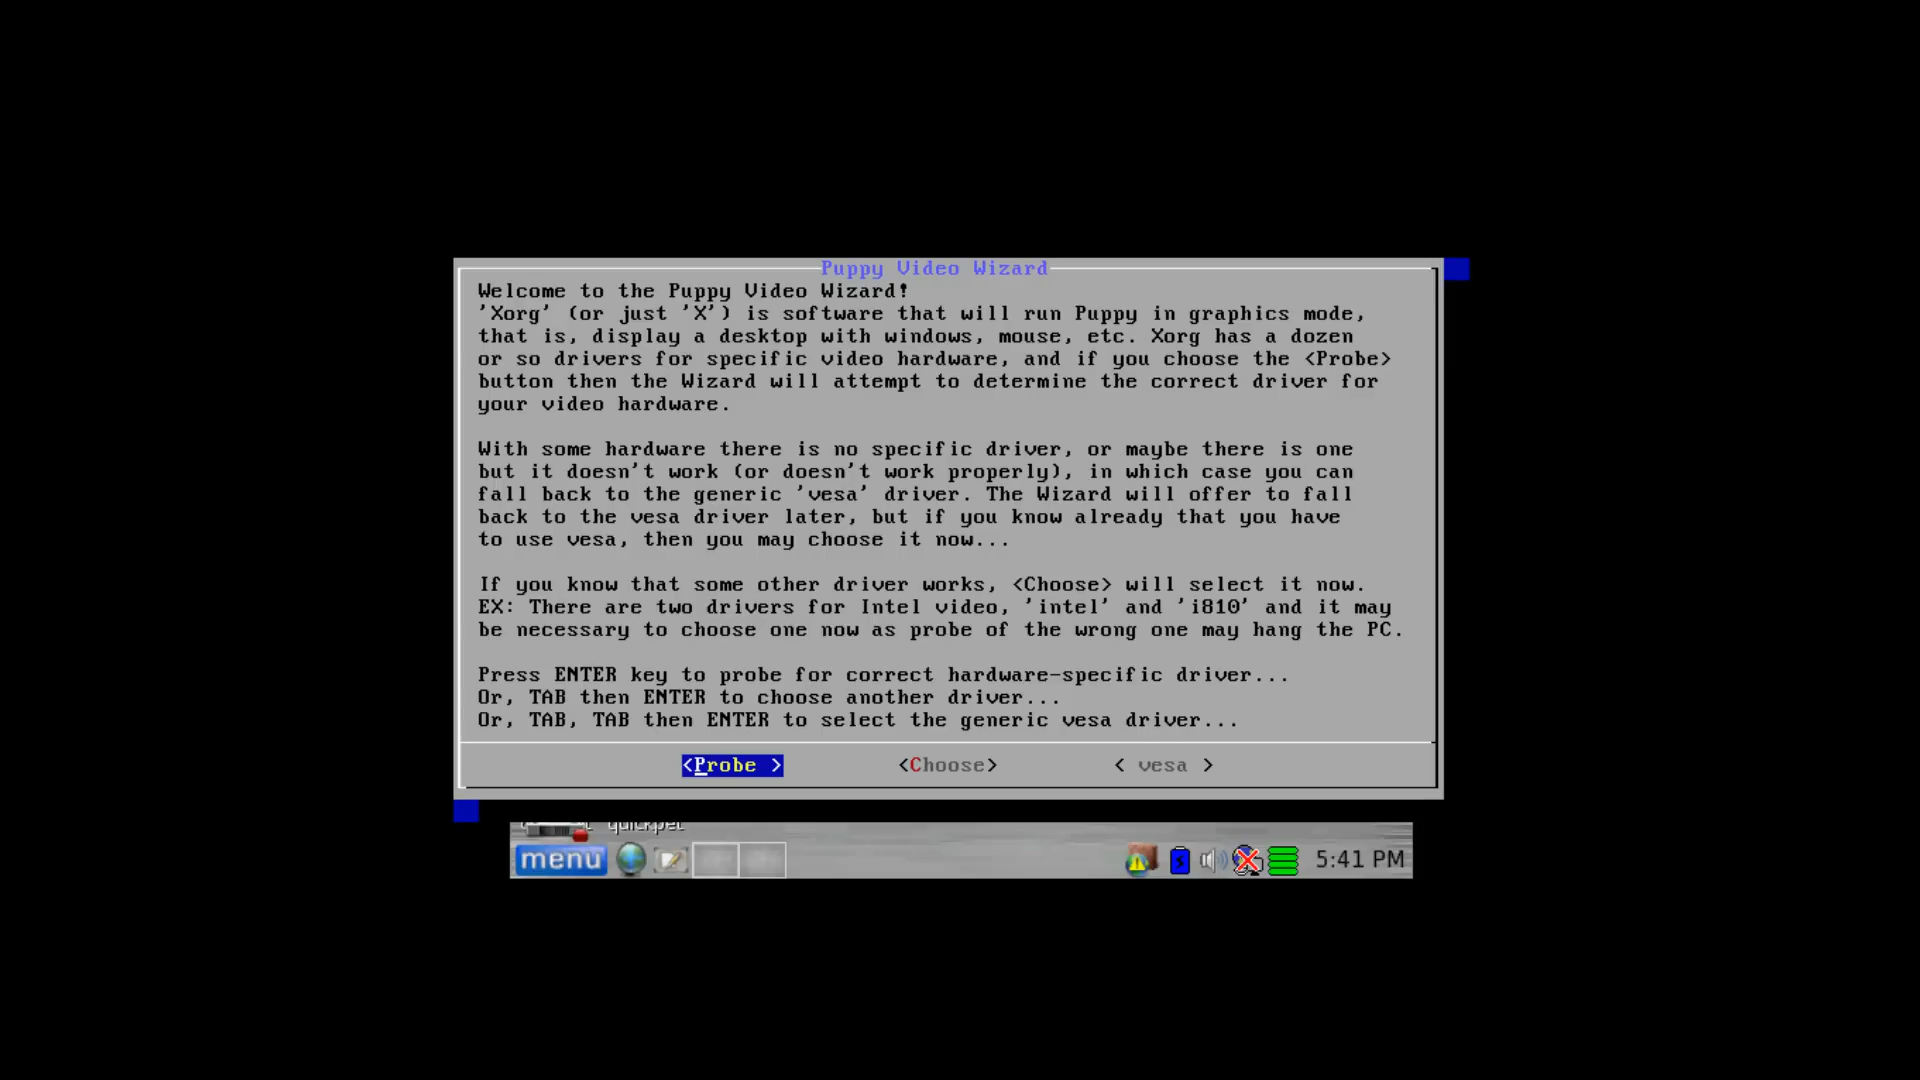 Puppy Video Wizard
Welcome to the Puppy Video Wizard!
'Xorg' (or just 'X') is software that will run Puppy in graphics mode,
that is, display a desktop with windows, mouse, etc. Xorg has a dozen
or so drivers for specific video hardware, and if you choose the <Probe>
button then the Wizard will attempt to determine the correct driver for
your video hardware.
With some hardware there is no specific driver, or maybe there is one
but it doesn't work (or doesn't work properly), in which case you can
fall back to the generic 'vesa' driver. The Wizard will offer to fall
back to the vesa driver later, but if you know already that you have
to use vesa, then you may choose it now...
If you know that some other driver works, <Choose> will select it now.
EX: There are two drivers for Intel video, 'intel' and 'i810' and it may
be necessary to choose one now as probe of the wrong one may hang the PC.
Press ENTER key to probe for correct hardware-specific driver...
Or, TAB then ENTER to choose another driver...
Or, TAB, TAB then ENTER to select the generic vesa driver...
<Probe > <Choose> < vesa >
quickpet
menu 5:41 PM